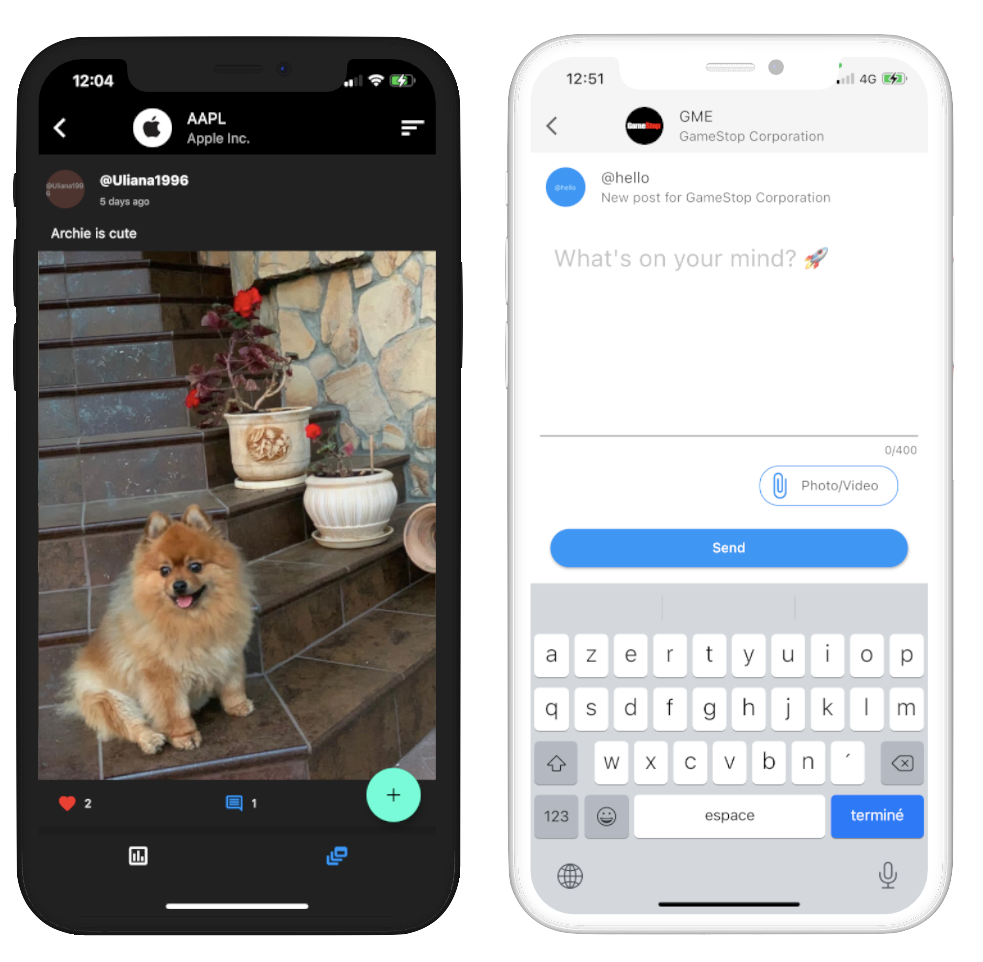 12:04
AAPL
Apple Inc.
@Uliana1996
@Uliana1996
5 days ago
Archie is cute
2
1
+
12:51
4G
GameStop
GME
GameStop Corporation
@hello
@hello
New post for GameStop Corporation
What's on your mind? 🚀
0/400
Photo/Video
Send
a z e r t y u i o p
q s d f g h j k l m
w x c v b n ´
123
espace
terminé